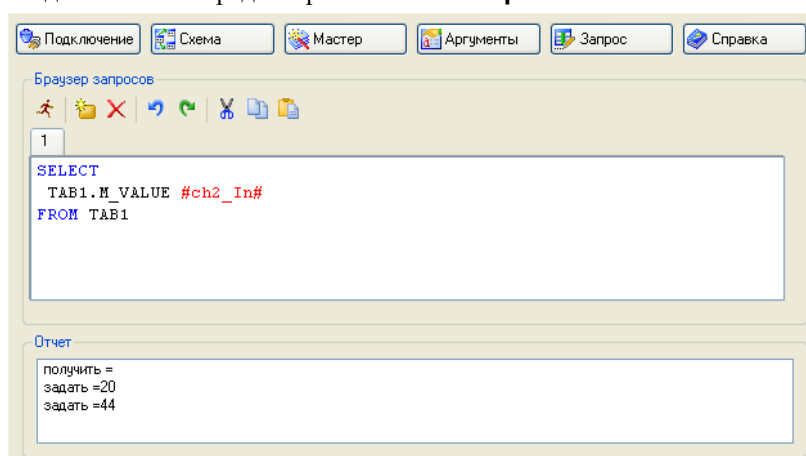 Подключение Схема Мастер Аргументы Запрос Справка
Браузер запросов
1
SELECT
TAB1.M_VALUE #ch2_In#
FROM TAB1
Отчет
получить =
задать =20
задать =44